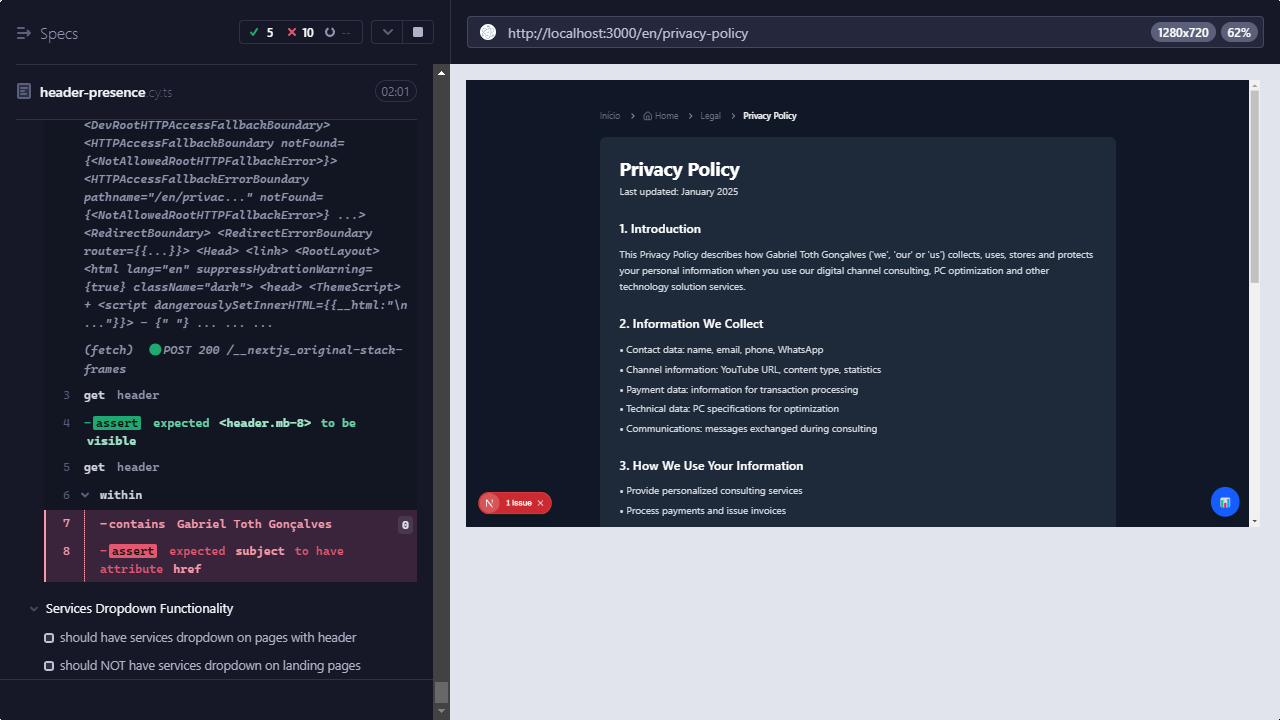 Specs
5
10
--
http://localhost:3000/en/privacy-policy
1280x720
62%
header-presence.cy.ts
02:01
<DevRootHTTPAccessFallbackBoundary>
<HTTPAccessFallbackBoundary notFound=
{<NotAllowedRootHTTPFallbackError>}>
<HTTPAccessFallbackErrorBoundary
pathname="/en/privac..." notFound=
{<NotAllowedRootHTTPFallbackError>} ...>
<RedirectBoundary> <RedirectErrorBoundary
router={{...}}> <Head> <link> <RootLayout>
<html lang="en" suppressHydrationWarning=
{true} className="dark"> <head> <ThemeScript>
+ <script dangerouslySetInnerHTML={{__html:"\n
..."}}> - {" "} ... ... ...
(fetch) POST 200 /__nextjs_original-stack-
frames
3 get header
4 -assert expected <header.mb-8> to be
visible
5 get header
6 within
7 -contains Gabriel Toth Gonçalves 0
8 -assert expected subject to have
attribute href
Services Dropdown Functionality
should have services dropdown on pages with header
should NOT have services dropdown on landing pages
Início > Home > Legal > Privacy Policy
Privacy Policy
Last updated: January 2025
1. Introduction
This Privacy Policy describes how Gabriel Toth Gonçalves ('we', 'our' or 'us') collects, uses, stores and protects
your personal information when you use our digital channel consulting, PC optimization and other
technology solution services.
2. Information We Collect
• Contact data: name, email, phone, WhatsApp
• Channel information: YouTube URL, content type, statistics
• Payment data: information for transaction processing
• Technical data: PC specifications for optimization
• Communications: messages exchanged during consulting
3. How We Use Your Information
• Provide personalized consulting services
• Process payments and issue invoices
N 1 Issue ×